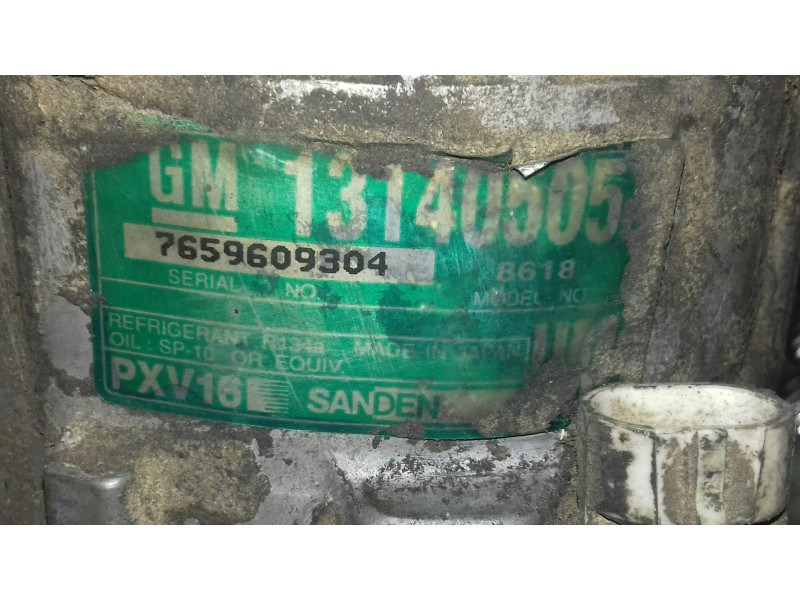 GM 13140505
7659609304 8618
SERIAL NO. MODEL NO
REFRIGERANT R134a MADE IN JAPAN
OIL : SP-10 OR EQUIV
PXV16 SANDEN